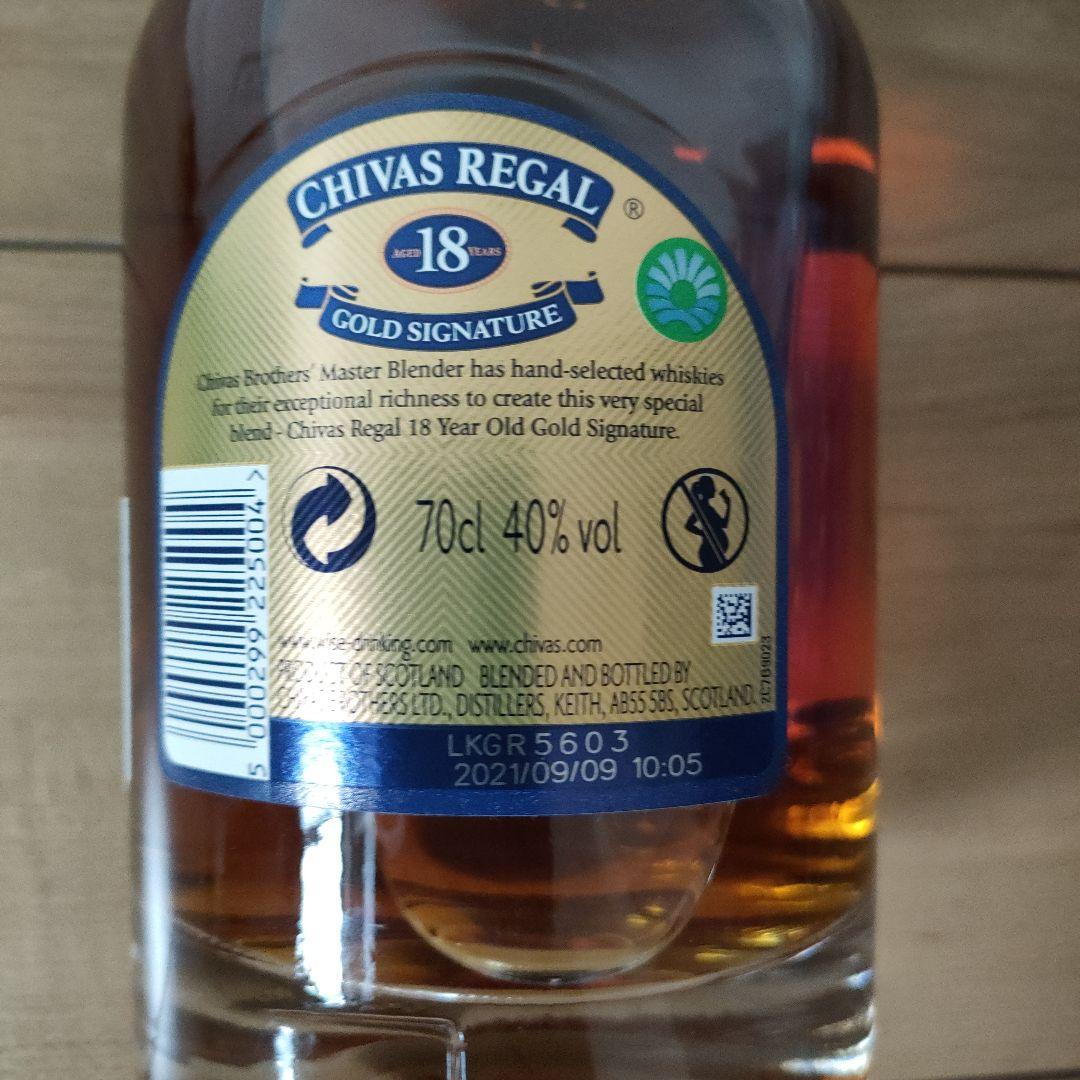 CHIVAS REGAL ®
AGED 18 YEARS
GOLD SIGNATURE
Chivas Brothers' Master Blender has hand-selected whiskies
for their exceptional richness to create this very special
blend - Chivas Regal 18 Year Old Gold Signature.
70cl 40% vol
5 000299 225004 >
www.wise-drinking.com www.chivas.com
PRODUCT OF SCOTLAND BLENDED AND BOTTLED BY
CHIVAS BROTHERS LTD., DISTILLERS, KEITH, AB55 5BS, SCOTLAND.
LKGR5603
2021/09/09 10:05